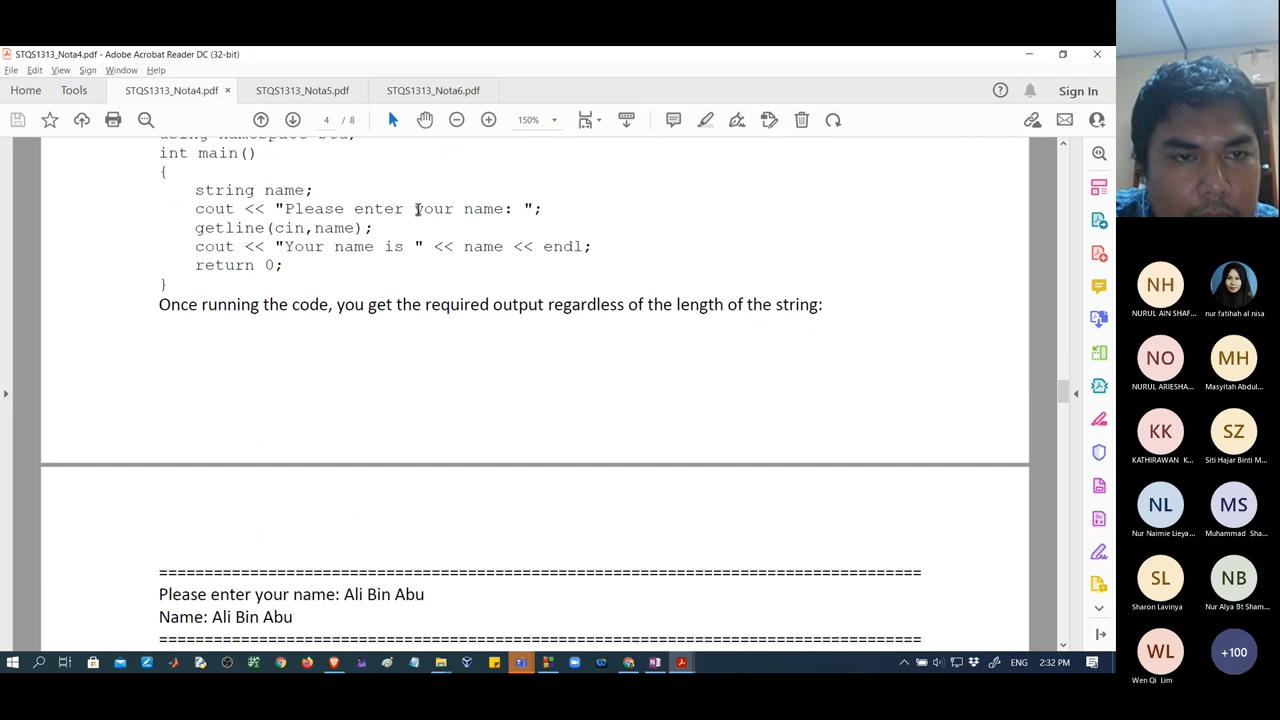 STQS1313_Nota4.pdf - Adobe Acrobat Reader DC (32-bit)
File Edit View Sign Window Help
Home Tools STQS1313_Nota4.pdf × STQS1313_Nota5.pdf STQS1313_Nota6.pdf Sign In
4 / 8 150%
using namespace std;
int main()
{
string name;
cout << "Please enter your name: ";
getline(cin,name);
cout << "Your name is " << name << endl;
return 0;
}
Once running the code, you get the required output regardless of the length of the string:
===================================================================================
Please enter your name: Ali Bin Abu
Name: Ali Bin Abu
===================================================================================
ENG 2:32 PM
NH
NURUL AIN SHAF...
nur fatihah al nisa
NO
NURUL ARIESHA...
MH
Masyitah Abdul...
KK
KATHIRAWAN K...
SZ
Siti Hajar Binti M...
NL
Nur Naimie Lieya...
MS
Muhammad Sha...
SL
Sharon Lavinya
NB
Nur Alya Bt Sham...
WL
Wen Qi Lim
+100